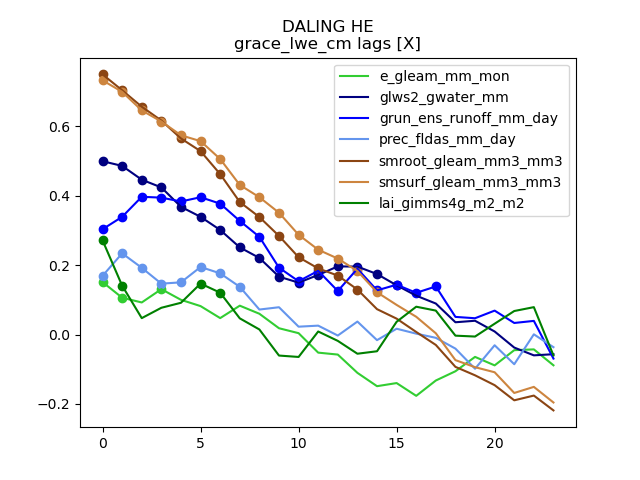 DALING HE
grace_lwe_cm lags [X]
e_gleam_mm_mon
glws2_gwater_mm
grun_ens_runoff_mm_day
prec_fldas_mm_day
smroot_gleam_mm3_mm3
smsurf_gleam_mm3_mm3
lai_gimms4g_m2_m2
0.6
0.4
0.2
0.0
−0.2
0 5 10 15 20